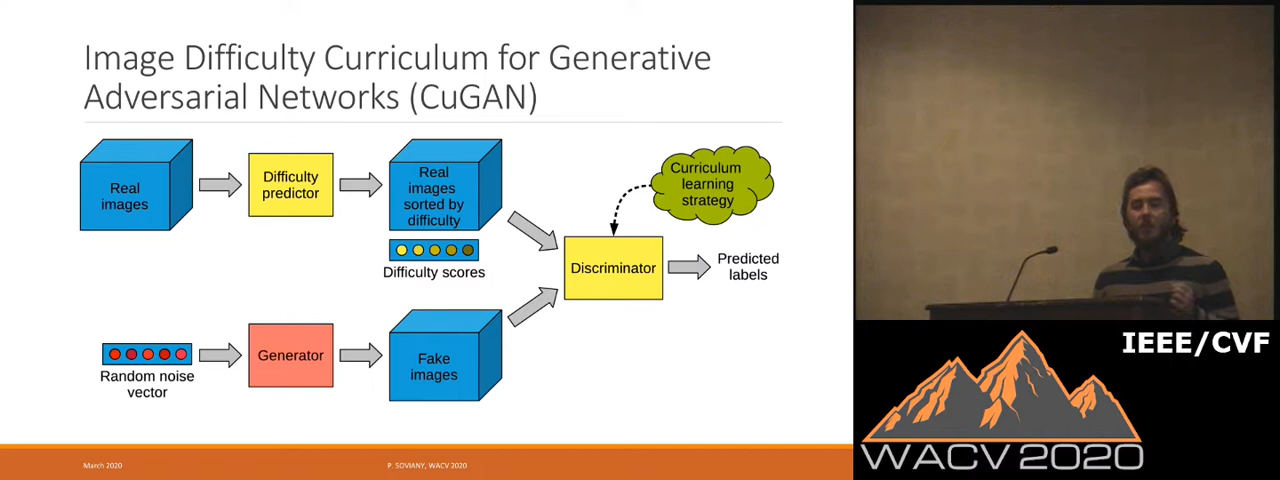 Image Difficulty Curriculum for Generative
Adversarial Networks (CuGAN)
Real
images
Difficulty
predictor
Real
images
sorted by
difficulty
Difficulty scores
Curriculum
learning
strategy
Discriminator
Predicted
labels
Random noise
vector
Generator
Fake
images
March 2020
P. SOVIANY, WACV 2020
IEEE/CVF
WACV 2020